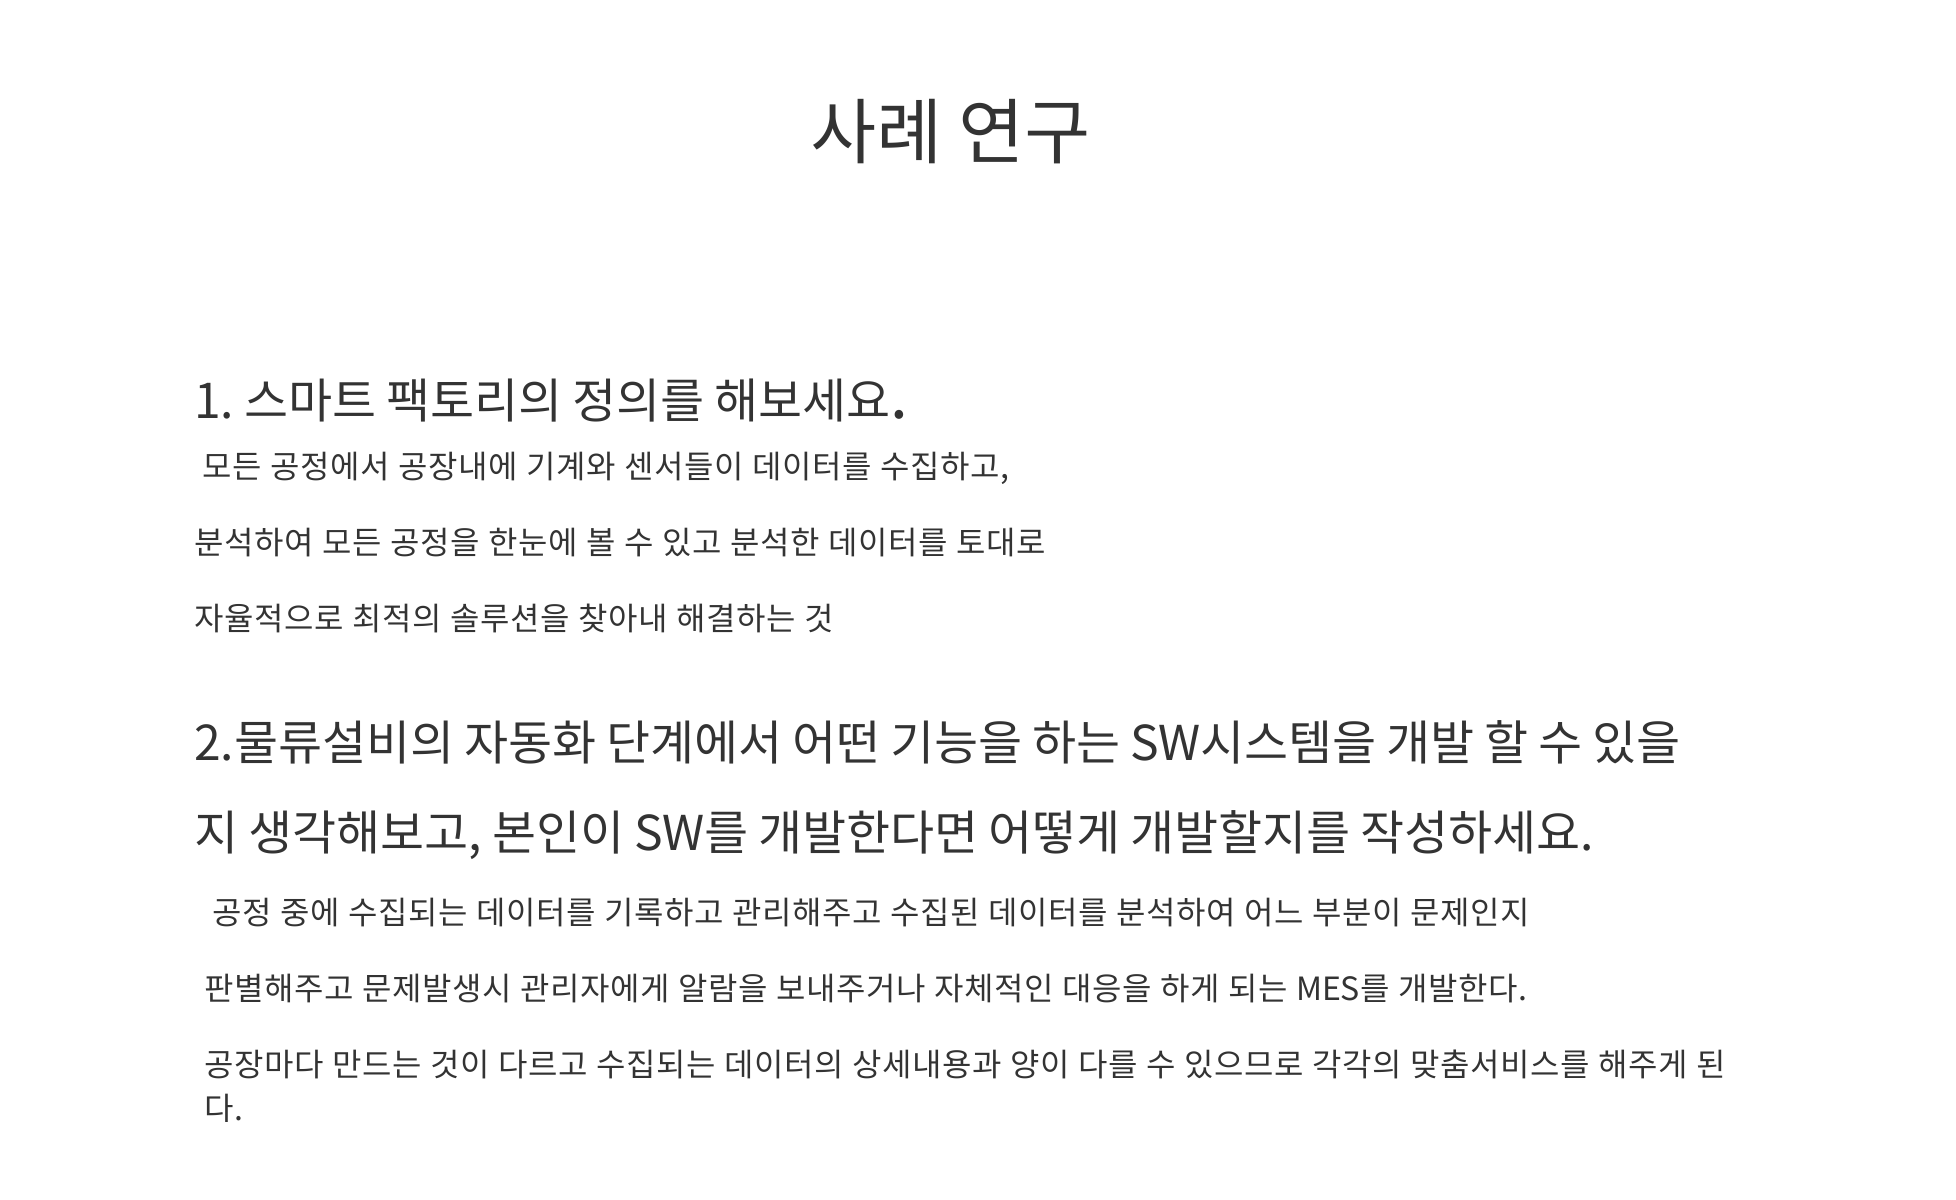 사례 연구
1. 스마트 팩토리의 정의를 해보세요.
모든 공정에서 공장내에 기계와 센서들이 데이터를 수집하고,
분석하여 모든 공정을 한눈에 볼 수 있고 분석한 데이터를 토대로
자율적으로 최적의 솔루션을 찾아내 해결하는 것
2.물류설비의 자동화 단계에서 어떤 기능을 하는 SW시스템을 개발 할 수 있을
지 생각해보고, 본인이 SW를 개발한다면 어떻게 개발할지를 작성하세요.
공정 중에 수집되는 데이터를 기록하고 관리해주고 수집된 데이터를 분석하여 어느 부분이 문제인지
판별해주고 문제발생시 관리자에게 알람을 보내주거나 자체적인 대응을 하게 되는 MES를 개발한다.
공장마다 만드는 것이 다르고 수집되는 데이터의 상세내용과 양이 다를 수 있으므로 각각의 맞춤서비스를 해주게 된
다.